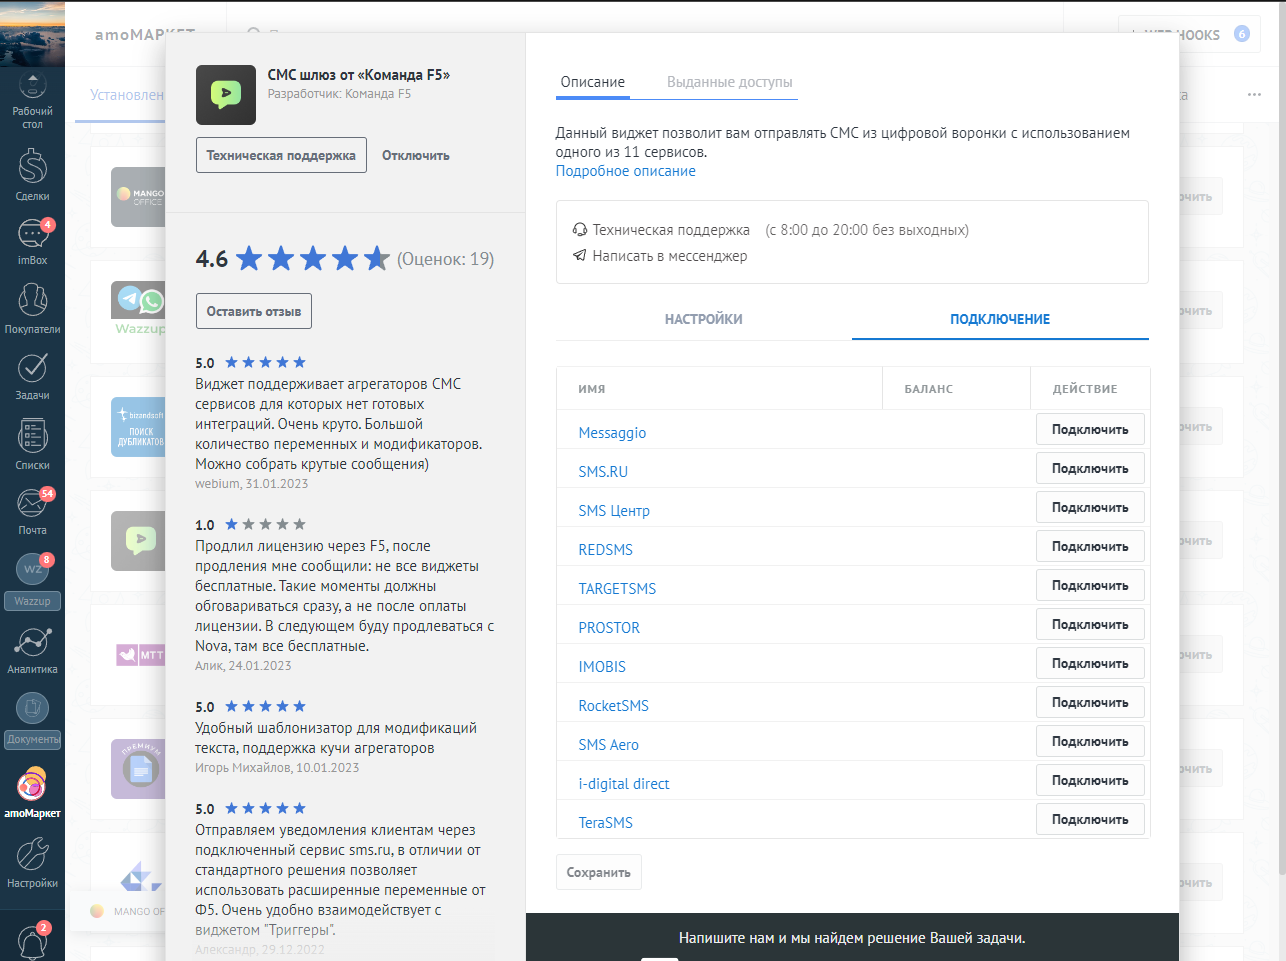 amoМАРКЕТ
WEB HOOKS 6
Установлен
Рабочий
стол
Сделки
4
imBox
Покупатели
Задачи
Списки
54
Почта
WZ
8
Wazzup
Аналитика
Документы
amoМаркет
Настройки
2
MANGO
OFFICE
Wazzup
bizandsoft
ПОИСК
ДУБЛИКАТОВ
МТТ
ПРЕМИУМ
MANGO OF
СМС шлюз от «Команда F5»
Разработчик: Команда F5
Техническая поддержка
Отключить
4.6 (Оценок: 19)
Оставить отзыв
5.0
Виджет поддерживает агрегаторов СМС
сервисов для которых нет готовых
интеграций. Очень круто. Большой
количество переменных и модификаторов.
Можно собрать крутые сообщения)
webium, 31.01.2023
1.0
Продлил лицензию через F5, после
продления мне сообщили: не все виджеты
бесплатные. Такие моменты должны
обговариваться сразу, а не после оплаты
лицензии. В следующем буду продлеваться с
Nova, там все бесплатные.
Алик, 24.01.2023
5.0
Удобный шаблонизатор для модификаций
текста, поддержка кучи агрегаторов
Игорь Михайлов, 10.01.2023
5.0
Отправляем уведомления клиентам через
подключенный сервис sms.ru, в отличии от
стандартного решения позволяет
использовать расширенные переменные от
Ф5. Очень удобно взаимодействует с
виджетом "Триггеры".
Александр, 29.12.2022
Описание
Выданные доступы
Данный виджет позволит вам отправлять СМС из цифровой воронки с использованием
одного из 11 сервисов.
Подробное описание
Техническая поддержка (с 8:00 до 20:00 без выходных)
Написать в мессенджер
НАСТРОЙКИ
ПОДКЛЮЧЕНИЕ
ИМЯ БАЛАНС ДЕЙСТВИЕ
Messaggio Подключить
SMS.RU Подключить
SMS Центр Подключить
REDSMS Подключить
TARGETSMS Подключить
PROSTOR Подключить
IMOBIS Подключить
RocketSMS Подключить
SMS Aero Подключить
i-digital direct Подключить
TeraSMS Подключить
Сохранить
Напишите нам и мы найдем решение Вашей задачи.